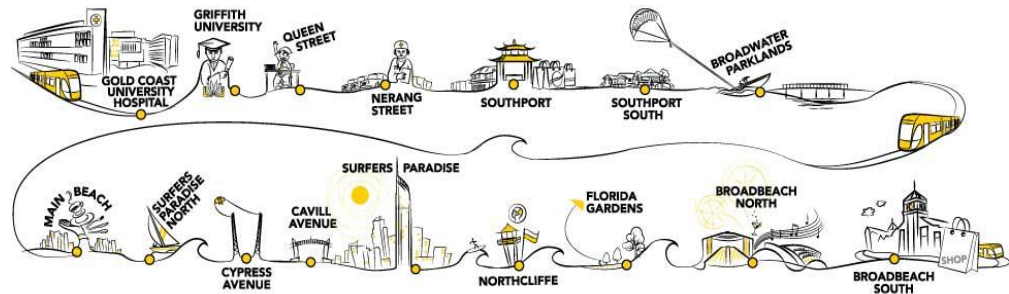 GOLD COAST
UNIVERSITY
HOSPITAL
GRIFFITH
UNIVERSITY
QUEEN
STREET
NERANG
STREET
SOUTHPORT
SOUTHPORT
SOUTH
BROADWATER
PARKLANDS
MAIN BEACH
SURFERS
PARADISE
NORTH
CYPRESS
AVENUE
CAVILL
AVENUE
SURFERS PARADISE
NORTHCLIFFE
FLORIDA
GARDENS
BROADBEACH
NORTH
BROADBEACH
SOUTH
SHOP